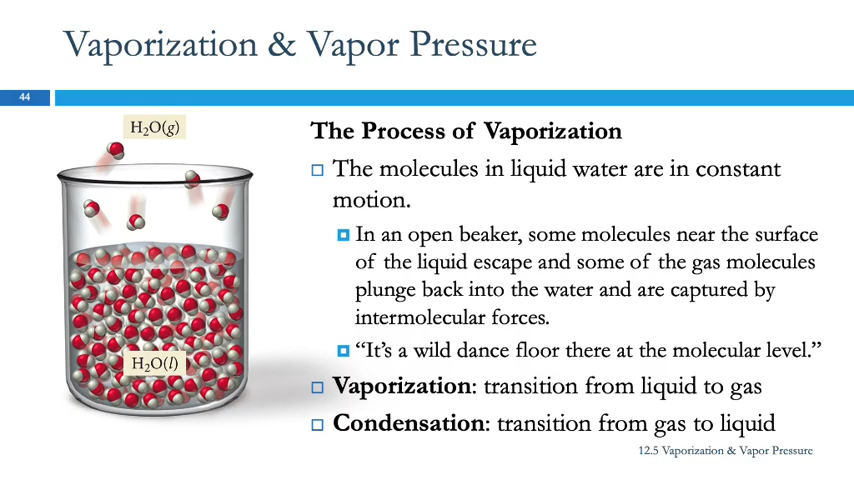 Vaporization & Vapor Pressure
44
H₂O(g)
H₂O(l)
The Process of Vaporization
The molecules in liquid water are in constant
motion.
In an open beaker, some molecules near the surface
of the liquid escape and some of the gas molecules
plunge back into the water and are captured by
intermolecular forces.
“It’s a wild dance floor there at the molecular level.”
Vaporization: transition from liquid to gas
Condensation: transition from gas to liquid
12.5 Vaporization & Vapor Pressure